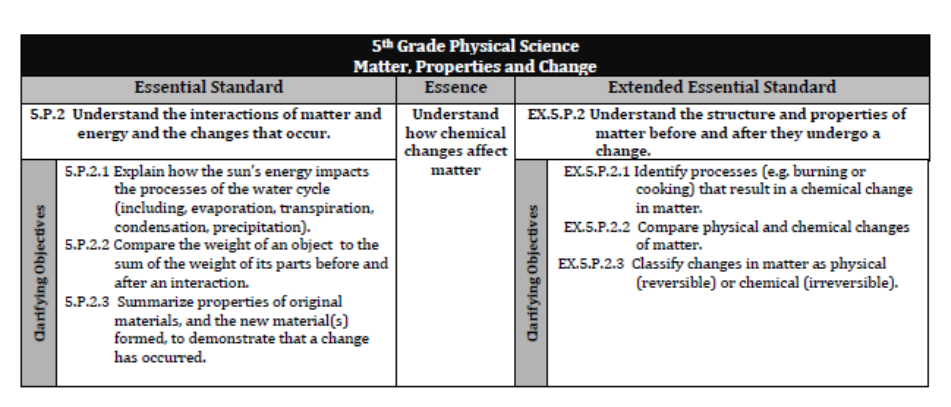 5th Grade Physical Science
Matter, Properties and Change
Essential Standard
Essence
Extended Essential Standard
5.P.2 Understand the interactions of matter and
energy and the changes that occur.
Understand
how chemical
changes affect
matter
EX.5.P.2 Understand the structure and properties of
matter before and after they undergo a
change.
Clarifying Objectives
5.P.2.1 Explain how the sun's energy impacts
the processes of the water cycle
(including, evaporation, transpiration,
condensation, precipitation).
5.P.2.2 Compare the weight of an object to the
sum of the weight of its parts before and
after an interaction.
5.P.2.3 Summarize properties of original
materials, and the new material(s)
formed, to demonstrate that a change
has occurred.
Clarifying Objectives
EX.5.P.2.1 Identify processes (e.g. burning or
cooking) that result in a chemical change
in matter.
EX.5.P.2.2 Compare physical and chemical changes
of matter.
EX.5.P.2.3 Classify changes in matter as physical
(reversible) or chemical (irreversible).